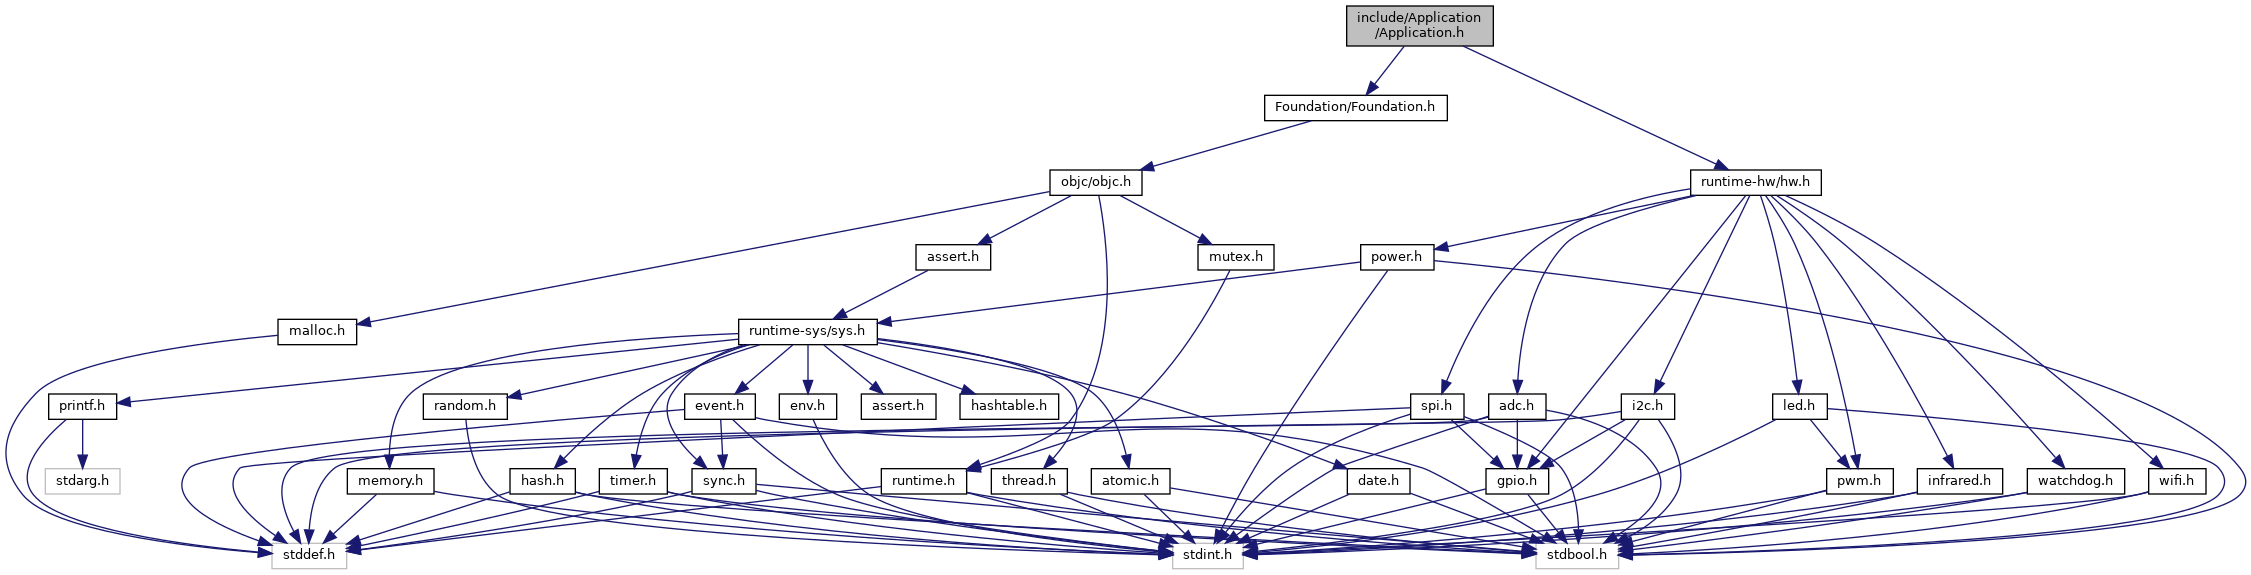 include/Application
/Application.h
Foundation/Foundation.h
objc/objc.h
runtime-hw/hw.h
assert.h
mutex.h
power.h
malloc.h
runtime-sys/sys.h
printf.h
random.h
event.h
env.h
assert.h
hashtable.h
spi.h
adc.h
i2c.h
led.h
stdarg.h
memory.h
hash.h
timer.h
sync.h
runtime.h
thread.h
atomic.h
date.h
gpio.h
pwm.h
infrared.h
watchdog.h
wifi.h
stddef.h
stdint.h
stdbool.h